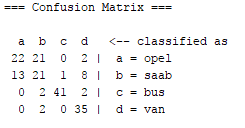 === Confusion Matrix ===
a b c d <-- classified as
22 21 0 2 | a = opel
13 21 1 8 | b = saab
0 2 41 2 | c = bus
0 2 0 35 | d = van